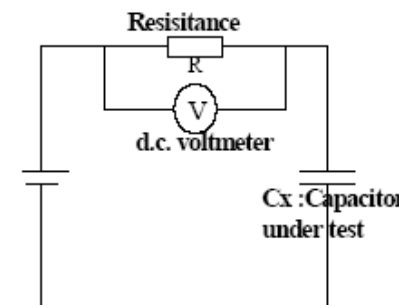 Resisitance
R
V
d.c. voltmeter
Cx :Capacitor
under test